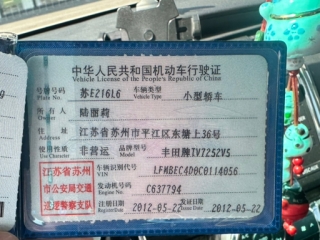 中华人民共和国机动车行驶证
Vehicle License of the People's Republic of China
号牌号码 苏E216L6 车辆类型 小型轿车
Plate No. Vehicle Type
所有人 陆丽莉
Owner
住址 江苏省苏州市平江区东塘上36号
Address
使用性质 非营运 品牌型号 丰田牌TV7252V5
Use Character Model
江苏省苏州市公安局交通巡逻警察支队
车辆识别代号 LFMBEC4D9C0114056
VIN
发动机号码 C637794
Engine No.
注册日期 2012-05-22 发证日期 2012-05-22
Register Date Issue Date